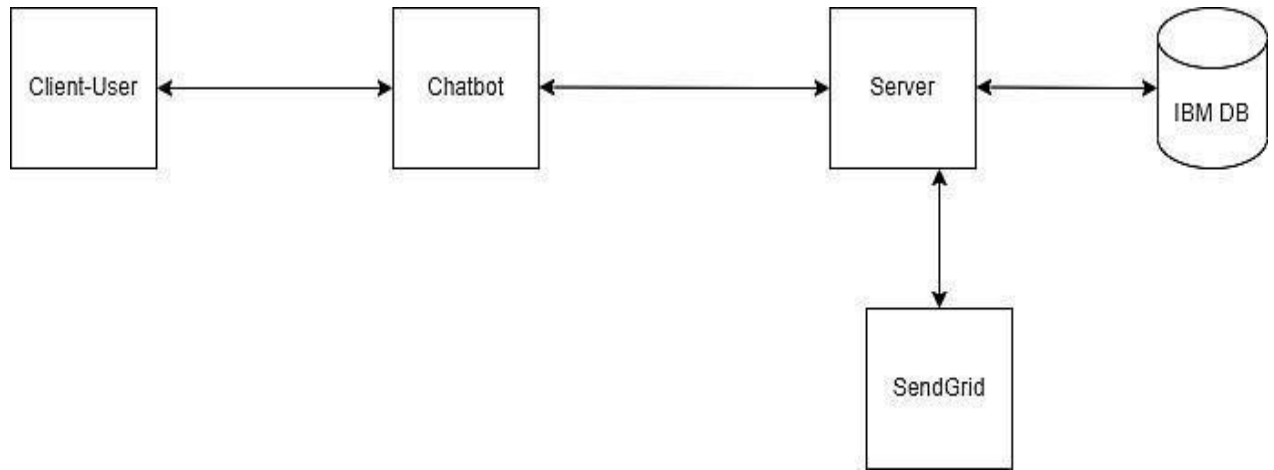 Client-User
Chatbot
Server
IBM DB
SendGrid